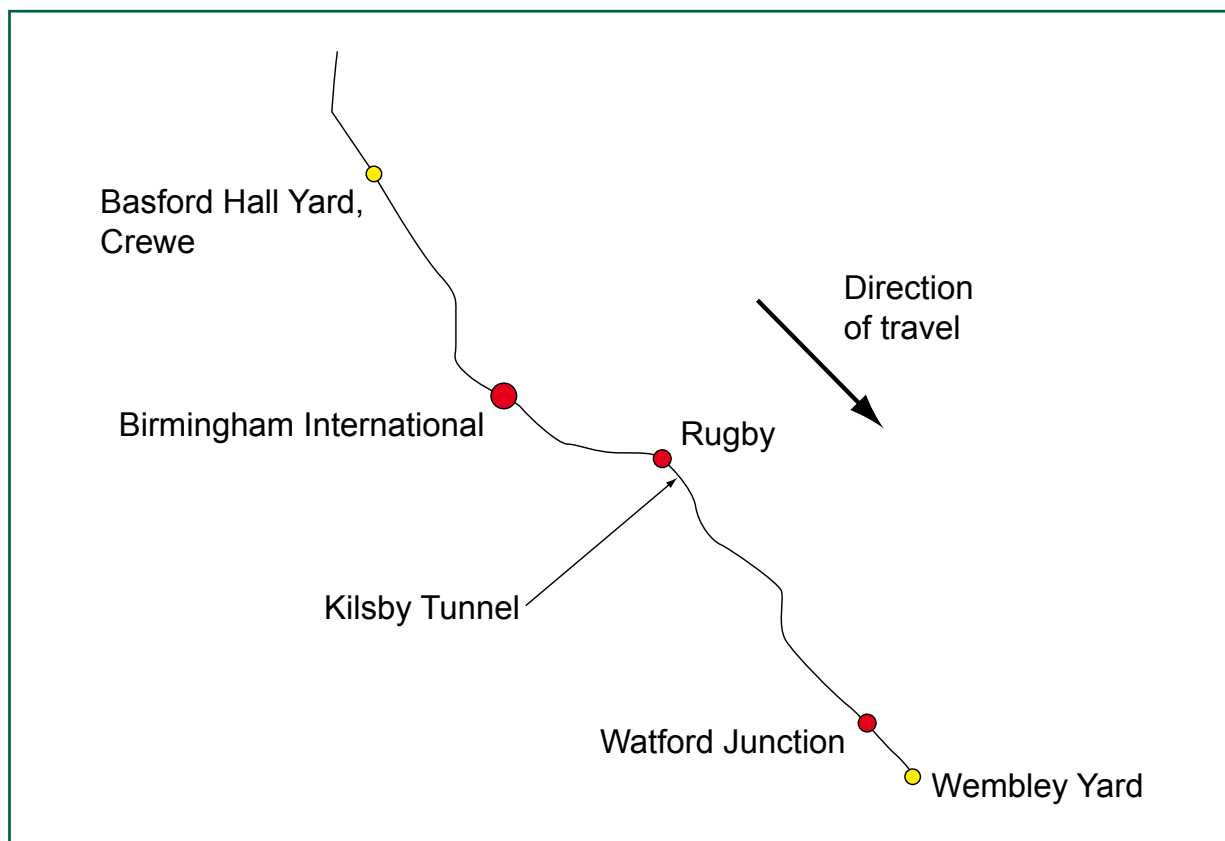 Basford Hall Yard,
Crewe
Direction
of travel
Birmingham International
Rugby
Kilsby Tunnel
Watford Junction
Wembley Yard